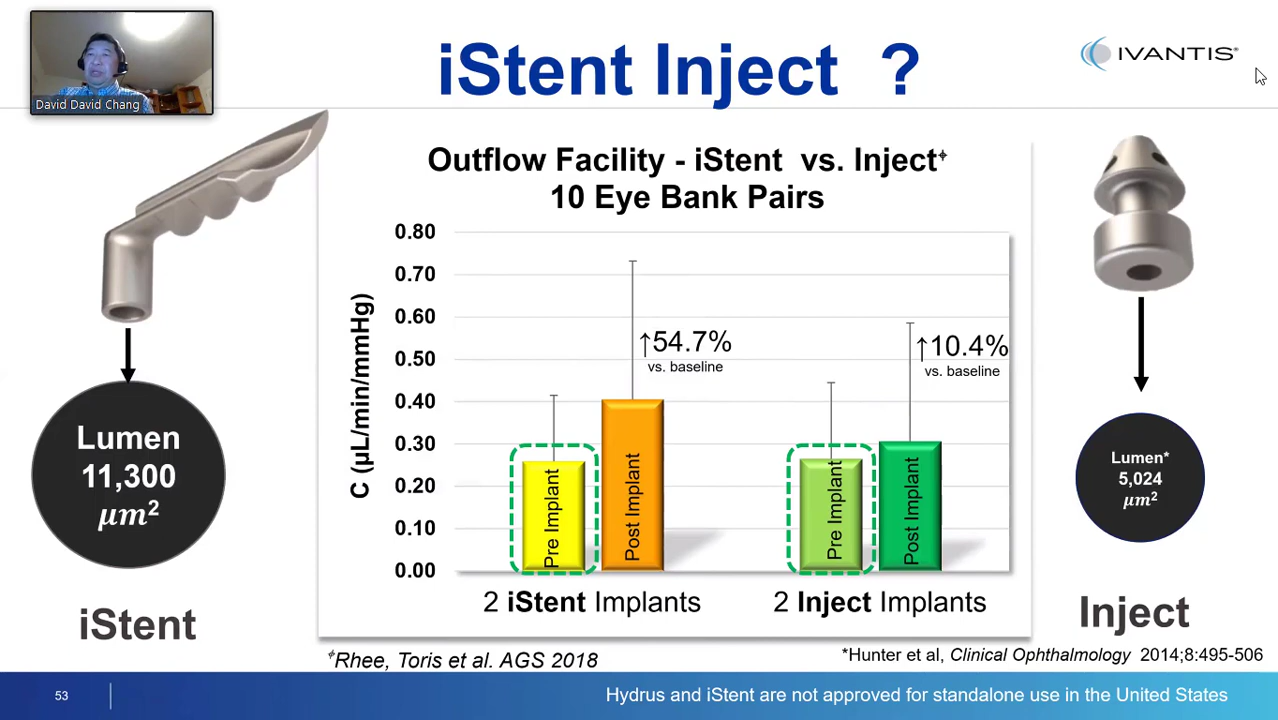 David David Chang
iStent Inject ?
IVANTIS®
Outflow Facility - iStent vs. Inject⌖
10 Eye Bank Pairs
C (µL/min/mmHg)
0.80
0.70
0.60
0.50
0.40
0.30
0.20
0.10
0.00
↑54.7%
vs. baseline
↑10.4%
vs. baseline
Pre Implant
Post Implant
Pre Implant
Post Implant
2 iStent Implants
2 Inject Implants
Lumen
11,300
µm²
iStent
Lumen*
5,024
µm²
Inject
⌖Rhee, Toris et al. AGS 2018
*Hunter et al, Clinical Ophthalmology 2014;8:495-506
53
Hydrus and iStent are not approved for standalone use in the United States